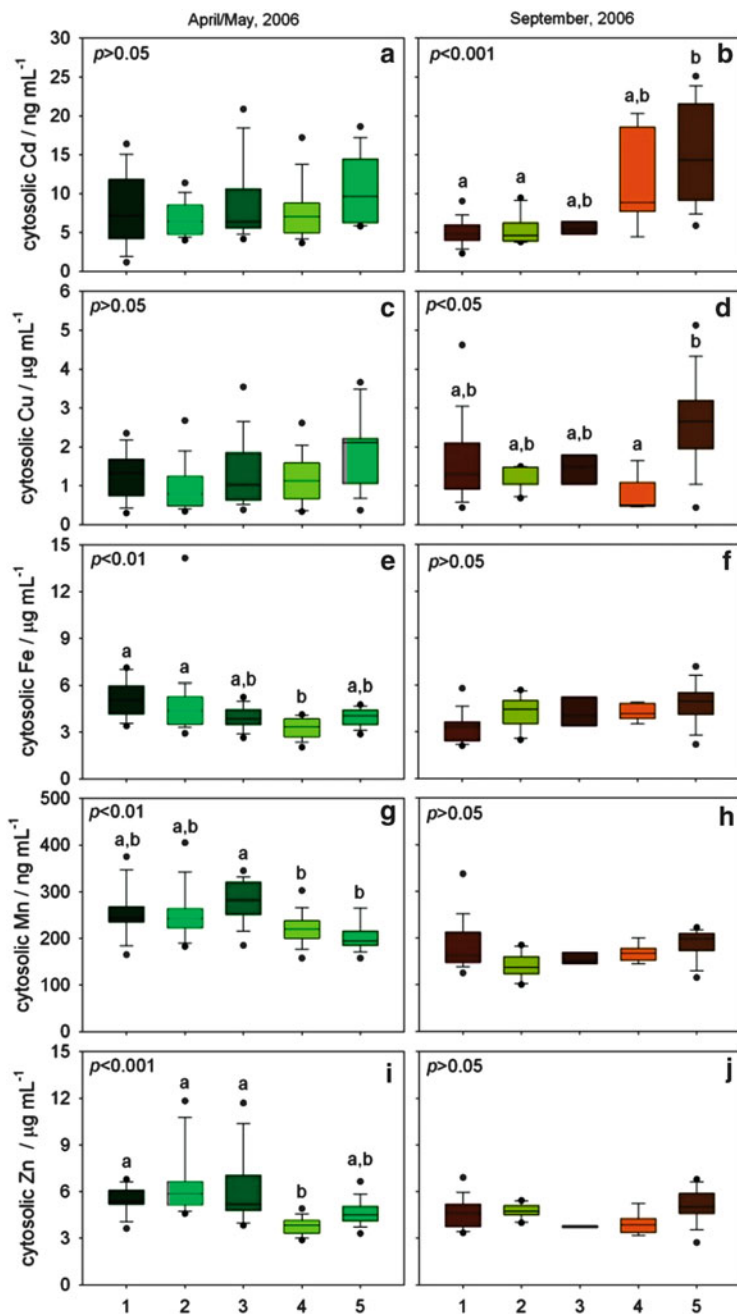 April/May, 2006
September, 2006
cytosolic Cd / ng mL⁻¹
30
25
20
15
10
5
0
p>0.05
a
p<0.001
b
a
a
a,b
a,b
b
cytosolic Cu / µg mL⁻¹
6
5
4
3
2
1
0
p>0.05
c
p<0.05
d
a,b
a,b
a,b
a
b
cytosolic Fe / µg mL⁻¹
15
12
9
6
3
0
p<0.01
e
a
a
a,b
b
a,b
p>0.05
f
cytosolic Mn / ng mL⁻¹
500
400
300
200
100
0
p<0.01
g
a,b
a,b
a
b
b
p>0.05
h
cytosolic Zn / µg mL⁻¹
15
12
9
6
3
0
p<0.001
i
a
a
a
b
a,b
p>0.05
j
1 2 3 4 5
1 2 3 4 5